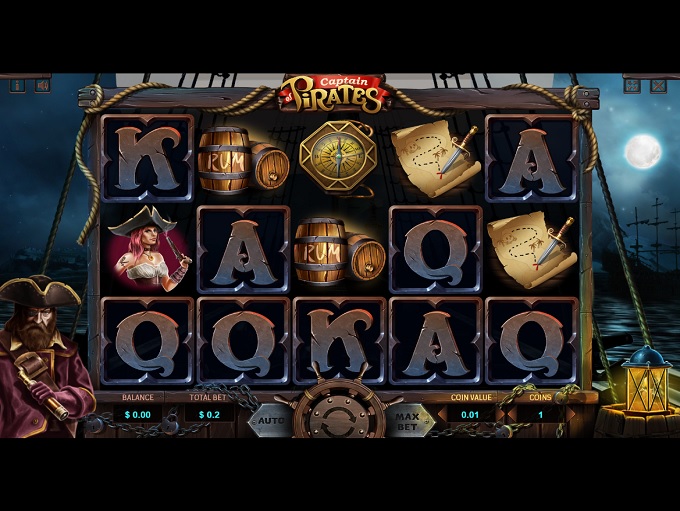 Captain
of PIRATES
K
RUM
A
A
RUM
Q
Q
Q
K
A
Q
BALANCE
TOTAL BET
COIN VALUE
COINS
$ 0.00
$ 0.2
AUTO
MAX
BET
0.01
1